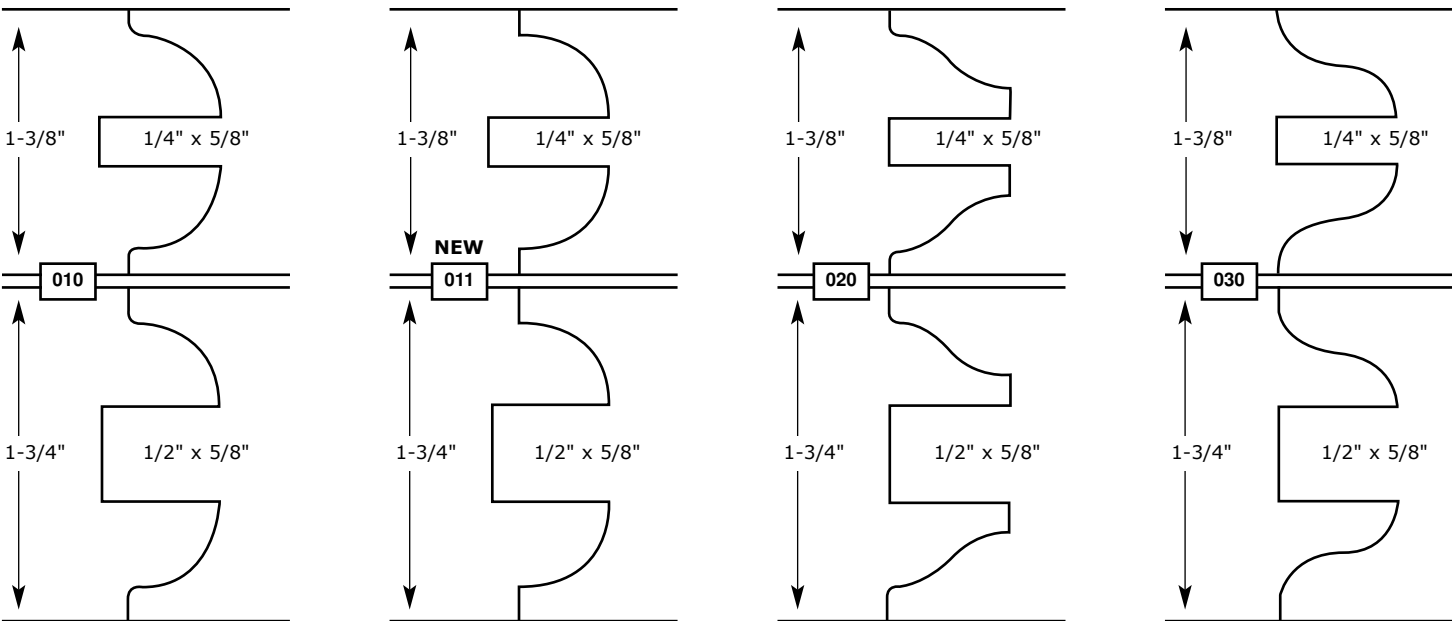 1-3/8" 1/4" x 5/8" 1-3/8" 1/4" x 5/8" 1-3/8" 1/4" x 5/8" 1-3/8" 1/4" x 5/8"
NEW
010 011 020 030
1-3/4" 1/2" x 5/8" 1-3/4" 1/2" x 5/8" 1-3/4" 1/2" x 5/8" 1-3/4" 1/2" x 5/8"